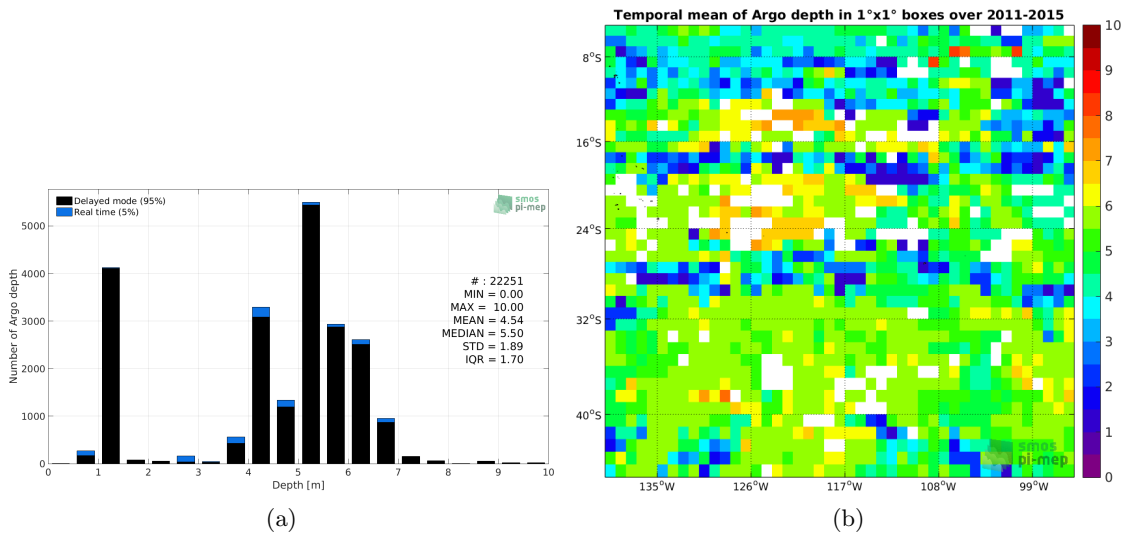 Delayed mode (95%)
Real time (5%)
smos
pi-mep
5000
4000
3000
2000
1000
0
Number of Argo depth
# : 22251
MIN = 0.00
MAX = 10.00
MEAN = 4.54
MEDIAN = 5.50
STD = 1.89
IQR = 1.70
0 1 2 3 4 5 6 7 8 9 10
Depth [m]
(a)
Temporal mean of Argo depth in 1°x1° boxes over 2011-2015
8°S
16°S
24°S
32°S
40°S
135°W 126°W 117°W 108°W 99°W
smos
pi-mep
10
9
8
7
6
5
4
3
2
1
0
(b)